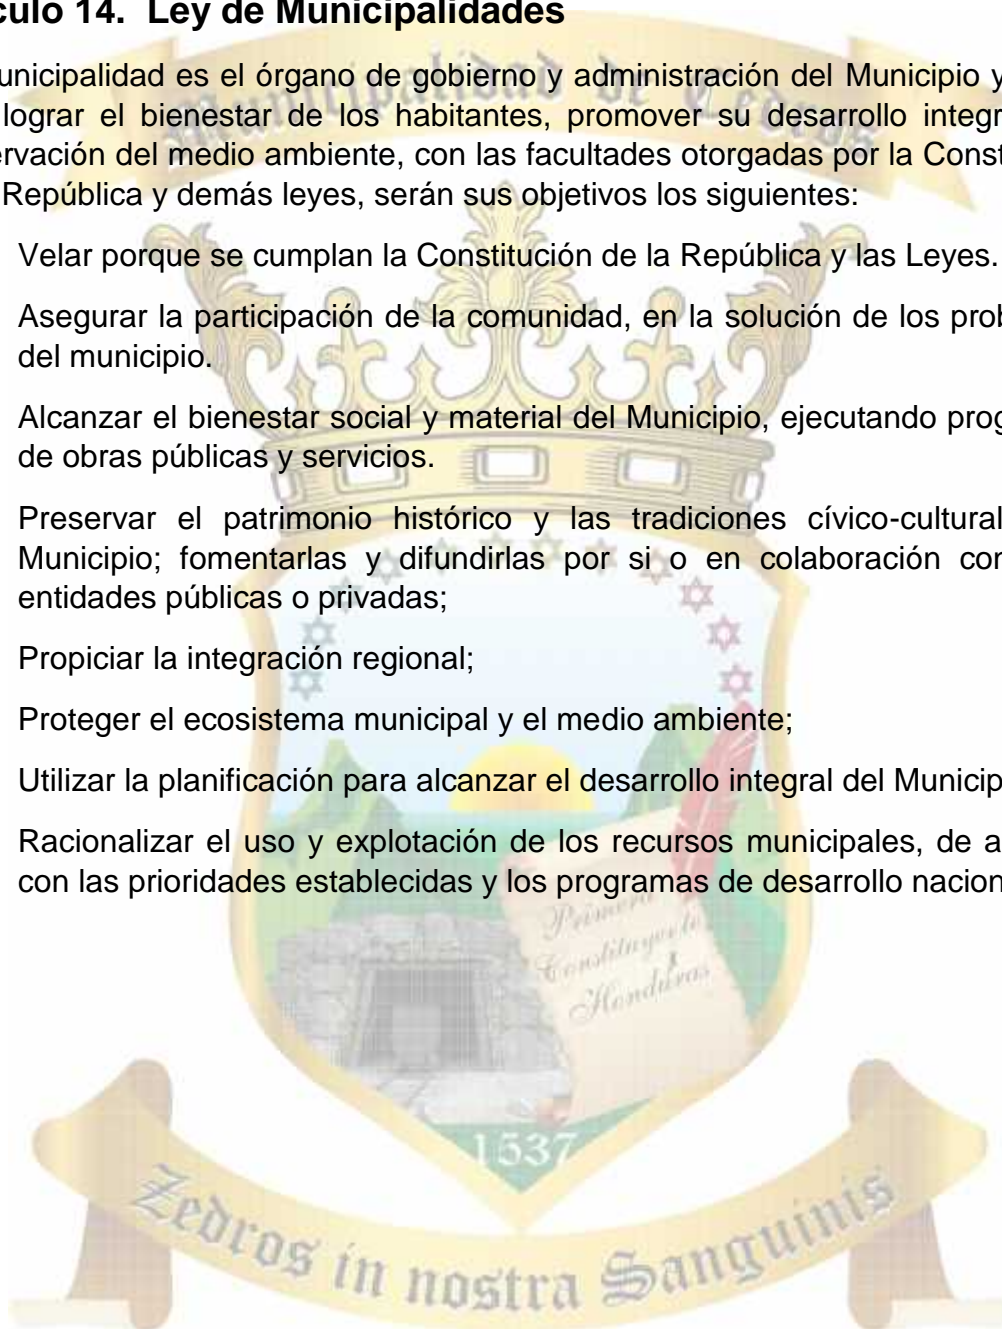 culo 14. Ley de Municipalidades
unicipalidad es el órgano de gobierno y administración del Municipio y
lograr el bienestar de los habitantes, promover su desarrollo integr
ervación del medio ambiente, con las facultades otorgadas por la Const
República y demás leyes, serán sus objetivos los siguientes:
Velar porque se cumplan la Constitución de la República y las Leyes.
Asegurar la participación de la comunidad, en la solución de los prob
del municipio.
Alcanzar el bienestar social y material del Municipio, ejecutando prog
de obras públicas y servicios.
Preservar el patrimonio histórico y las tradiciones cívico-cultural
Municipio; fomentarlas y difundirlas por si o en colaboración con
entidades públicas o privadas;
Propiciar la integración regional;
Proteger el ecosistema municipal y el medio ambiente;
Utilizar la planificación para alcanzar el desarrollo integral del Municip
Racionalizar el uso y explotación de los recursos municipales, de a
con las prioridades establecidas y los programas de desarrollo nacion
Municipalidad de Cedros
Primera
Constituyente
Honduras
1537
Zedros in nostra Sanguinis